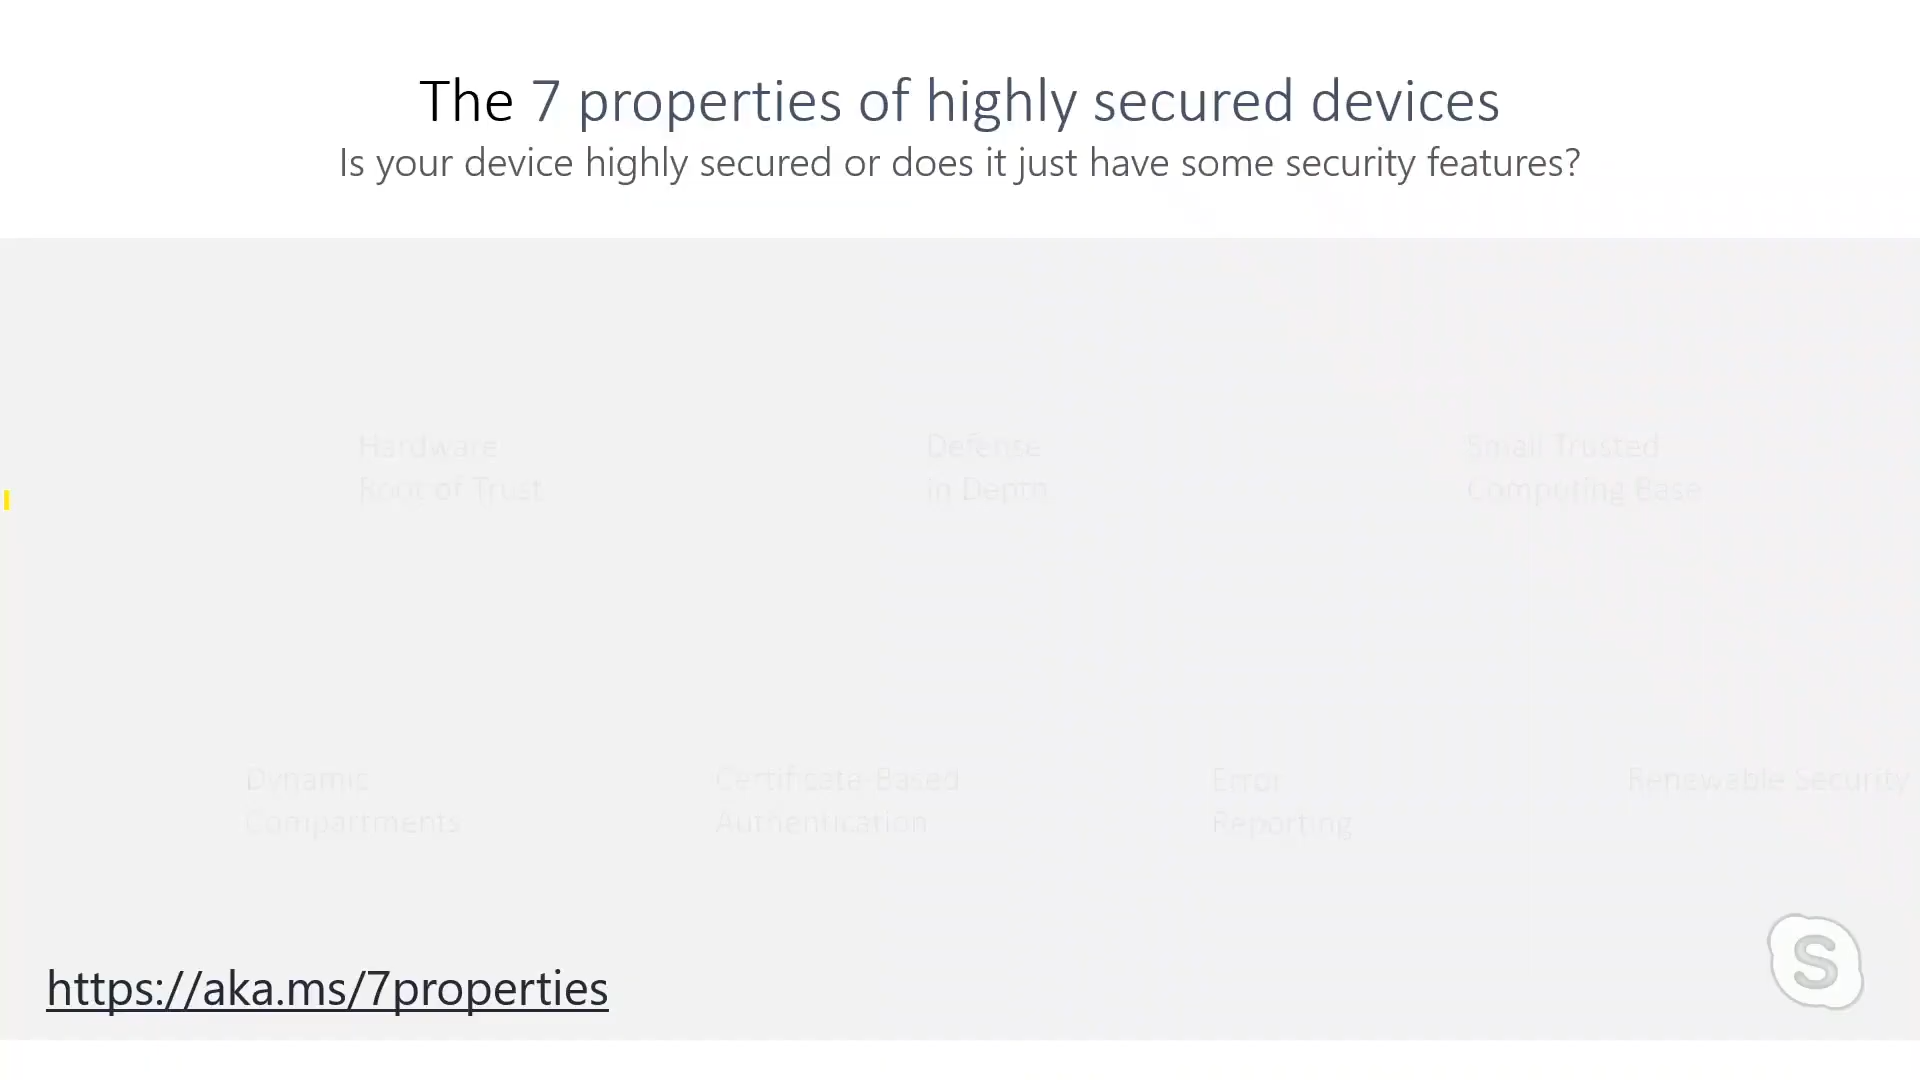 The 7 properties of highly secured devices
Is your device highly secured or does it just have some security features?
Hardware
Root of Trust
Defense
in Depth
Small Trusted
Computing Base
Dynamic
Compartments
Certificate-Based
Authentication
Error
Reporting
Renewable Security
https://aka.ms/7properties
S